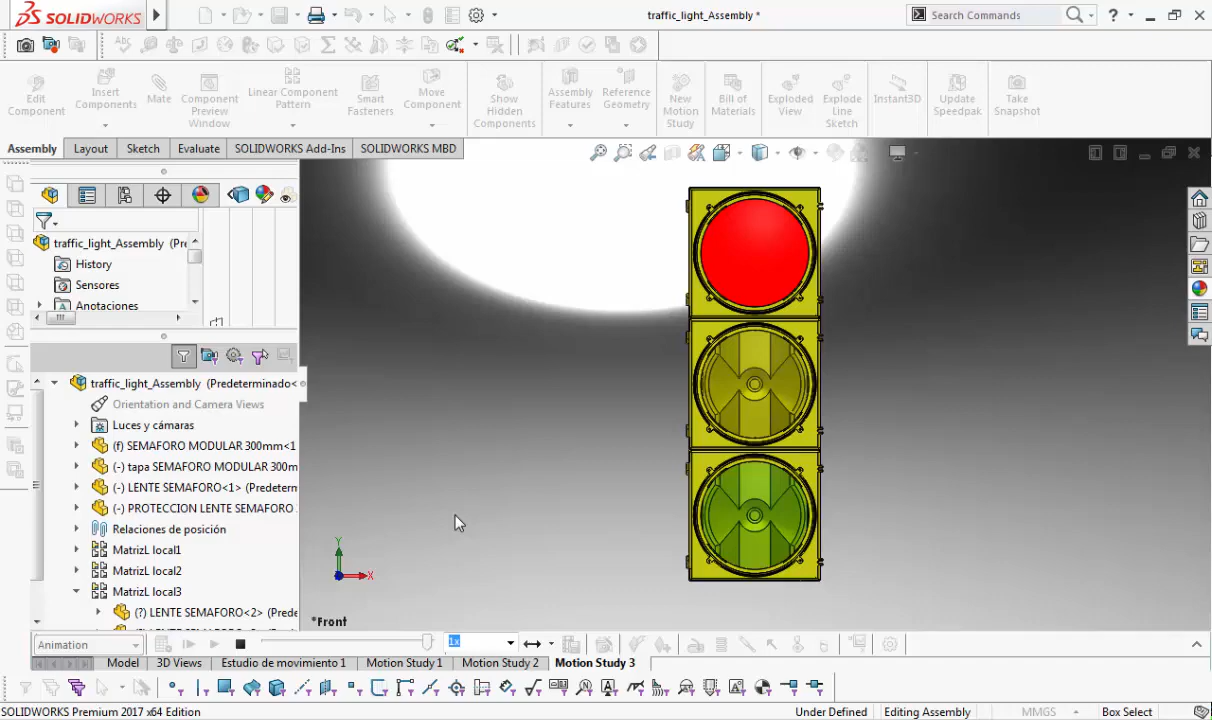 SOLIDWORKS
traffic_light_Assembly *
Search Commands
?
Edit Component
Insert Components
Mate
Component Preview Window
Linear Component Pattern
Smart Fasteners
Move Component
Show Hidden Components
Assembly Features
Reference Geometry
New Motion Study
Bill of Materials
Exploded View
Explode Line Sketch
Instant3D
Update Speedpak
Take Snapshot
Assembly
Layout
Sketch
Evaluate
SOLIDWORKS Add-Ins
SOLIDWORKS MBD
traffic_light_Assembly (Pr
History
Sensores
Anotaciones
traffic_light_Assembly (Predeterminado<
Orientation and Camera Views
Luces y cámaras
(f) SEMAFORO MODULAR 300mm<1
(-) tapa SEMAFORO MODULAR 300m
(-) LENTE SEMAFORO<1> (Predeterm
(-) PROTECCION LENTE SEMAFORO
Relaciones de posición
MatrizL local1
MatrizL local2
MatrizL local3
(?) LENTE SEMAFORO<2> (Prede
Y
X
*Front
Animation
1x
Model
3D Views
Estudio de movimiento 1
Motion Study 1
Motion Study 2
Motion Study 3
SOLIDWORKS Premium 2017 x64 Edition
Under Defined
Editing Assembly
MMGS
Box Select